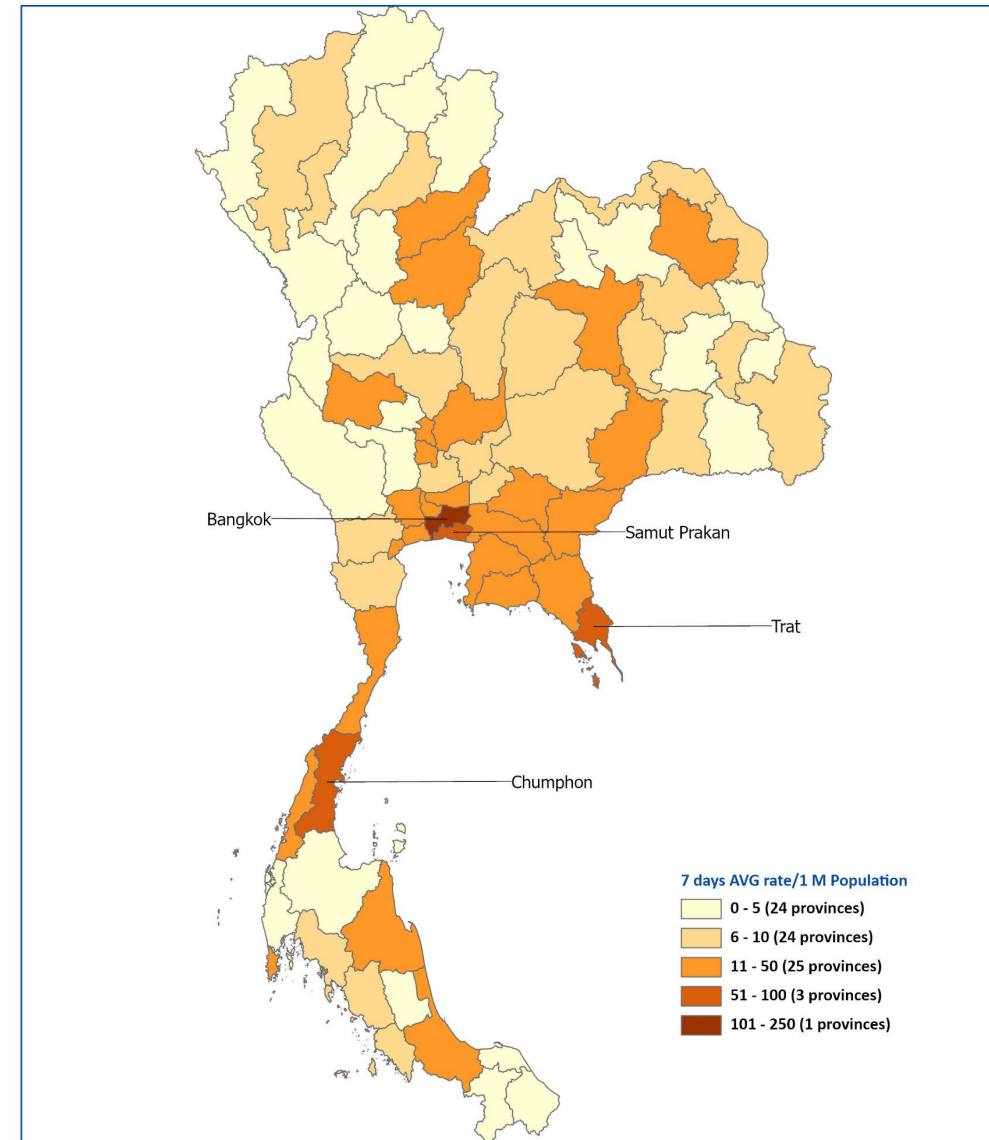 Bangkok
Samut Prakan
Trat
Chumphon
7 days AVG rate/1 M Population
0 - 5 (24 provinces)
6 - 10 (24 provinces)
11 - 50 (25 provinces)
51 - 100 (3 provinces)
101 - 250 (1 provinces)